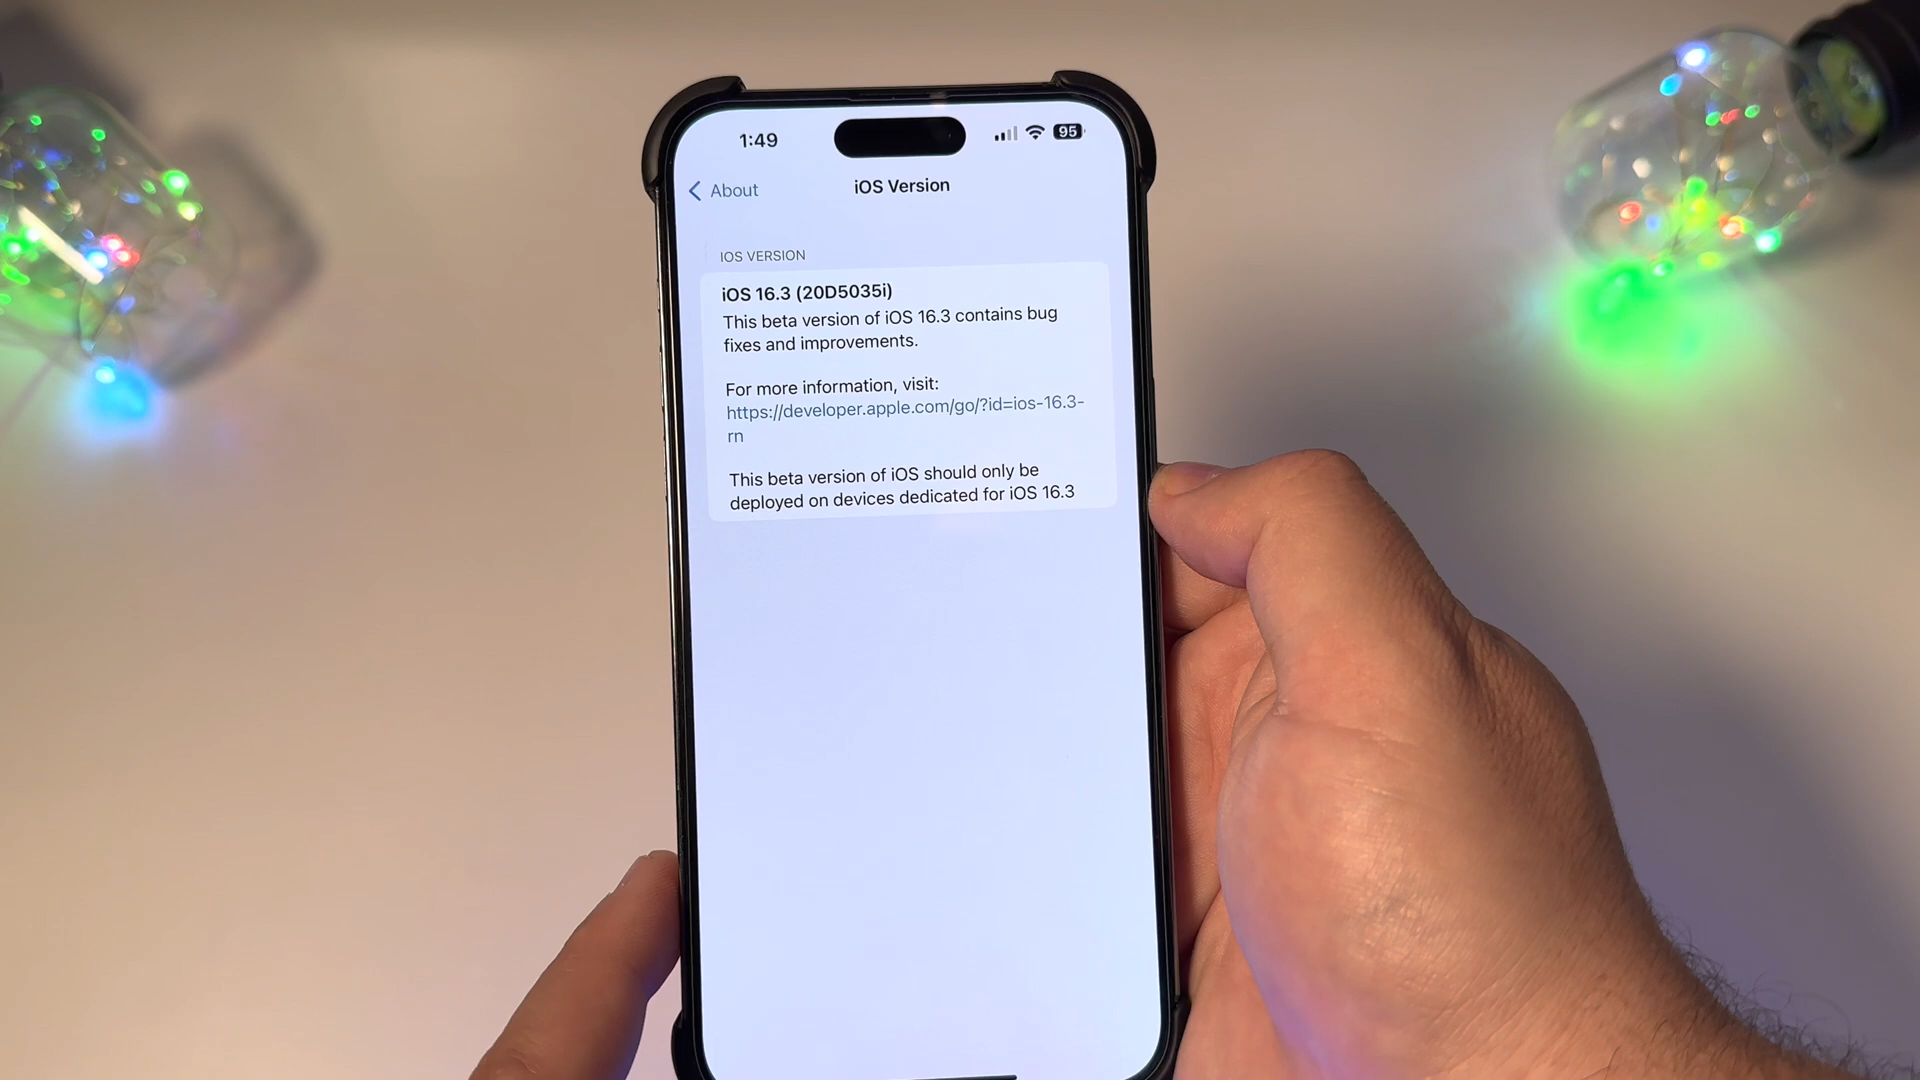 1:49
95
About
iOS Version
IOS VERSION
iOS 16.3 (20D5035i)
This beta version of iOS 16.3 contains bug
fixes and improvements.
For more information, visit:
https://developer.apple.com/go/?id=ios-16.3-
rn
This beta version of iOS should only be
deployed on devices dedicated for iOS 16.3